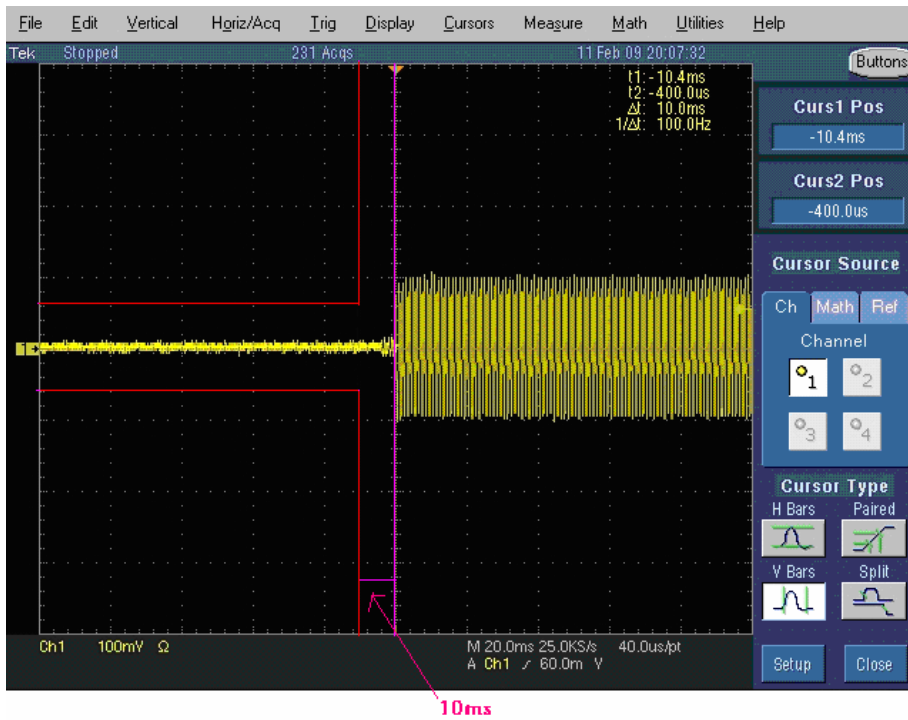 File Edit Vertical Horiz/Acq Trig Display Cursors Measure Math Utilities Help
Tek Stopped 231 Acqs 11 Feb 09 20:07:32
Buttons
t1: -10.4ms
t2: -400.0us
Δt: 10.0ms
1/Δt: 100.0Hz
Curs1 Pos
-10.4ms
Curs2 Pos
-400.0us
Cursor Source
Ch Math Ref
Channel
1 2
3 4
1
Cursor Type
H Bars Paired
V Bars Split
Setup Close
Ch1 100mV Ω
M 20.0ms 25.0KS/s 40.0us/pt
A Ch1 ⁄ 60.0m V
10ms